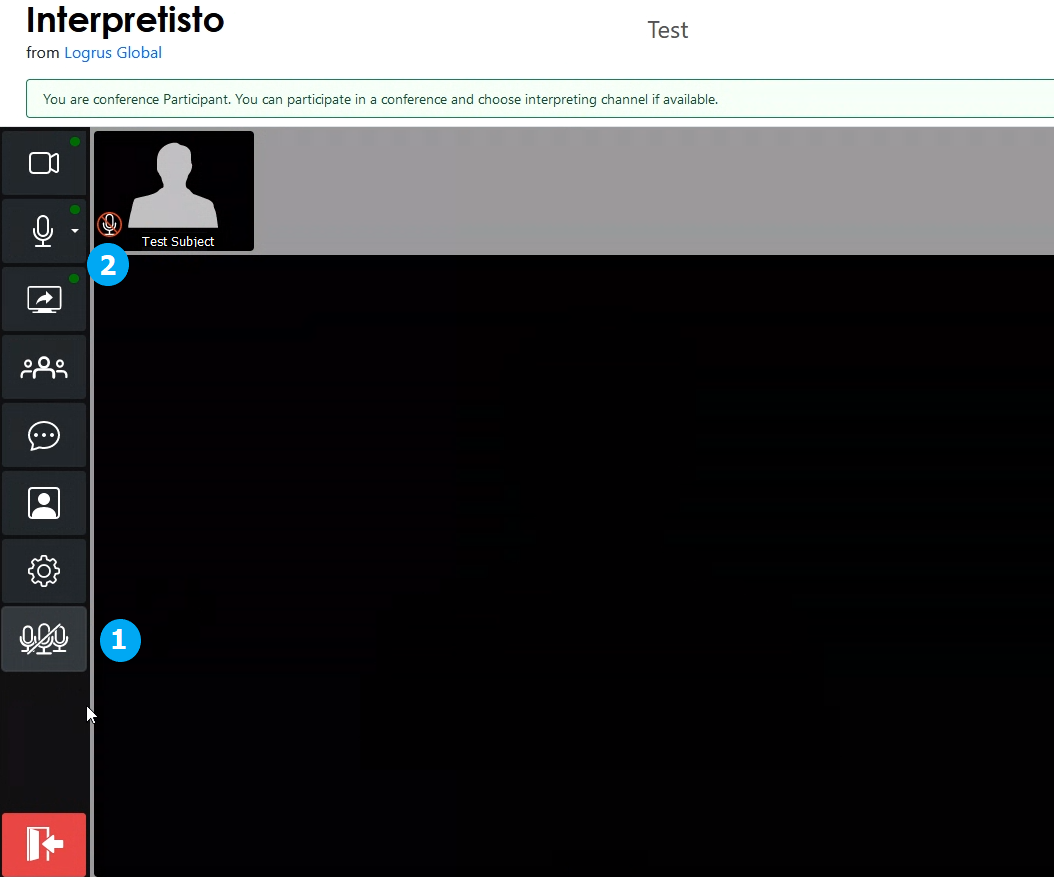 Interpretisto
from Logrus Global
Test
You are conference Participant. You can participate in a conference and choose interpreting channel if available.
Test Subject
2
1